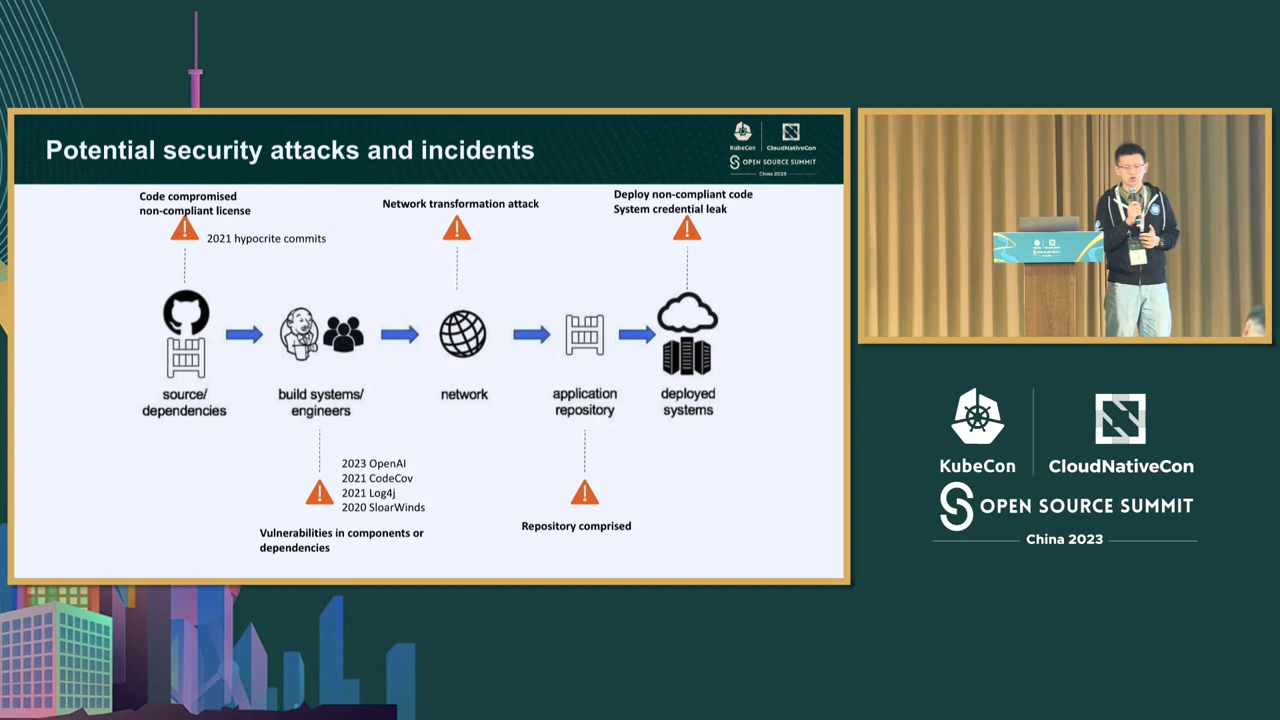 Potential security attacks and incidents
KubeCon
CloudNativeCon
OPEN SOURCE SUMMIT
China 2023
Code compromised
non-compliant license
2021 hypocrite commits
Network transformation attack
Deploy non-compliant code
System credential leak
source/
dependencies
build systems/
engineers
network
application
repository
deployed
systems
2023 OpenAI
2021 CodeCov
2021 Log4j
2020 SloarWinds
Vulnerabilities in components or
dependencies
Repository comprised
KubeCon
CloudNativeCon
OPEN SOURCE SUMMIT
China 2023